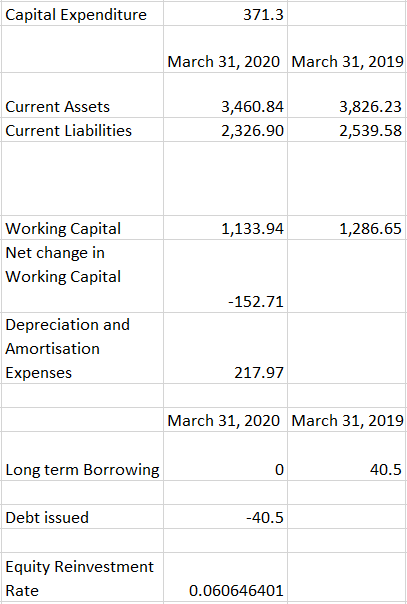 Capital Expenditure 371.3
March 31, 2020 March 31, 2019
Current Assets 3,460.84 3,826.23
Current Liabilities 2,326.90 2,539.58
Working Capital 1,133.94 1,286.65
Net change in
Working Capital
-152.71
Depreciation and
Amortisation
Expenses 217.97
March 31, 2020 March 31, 2019
Long term Borrowing 0 40.5
Debt issued -40.5
Equity Reinvestment
Rate 0.060646401